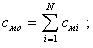 c_{мо} = \sum_{i=1}^{N} c_{мi} ;